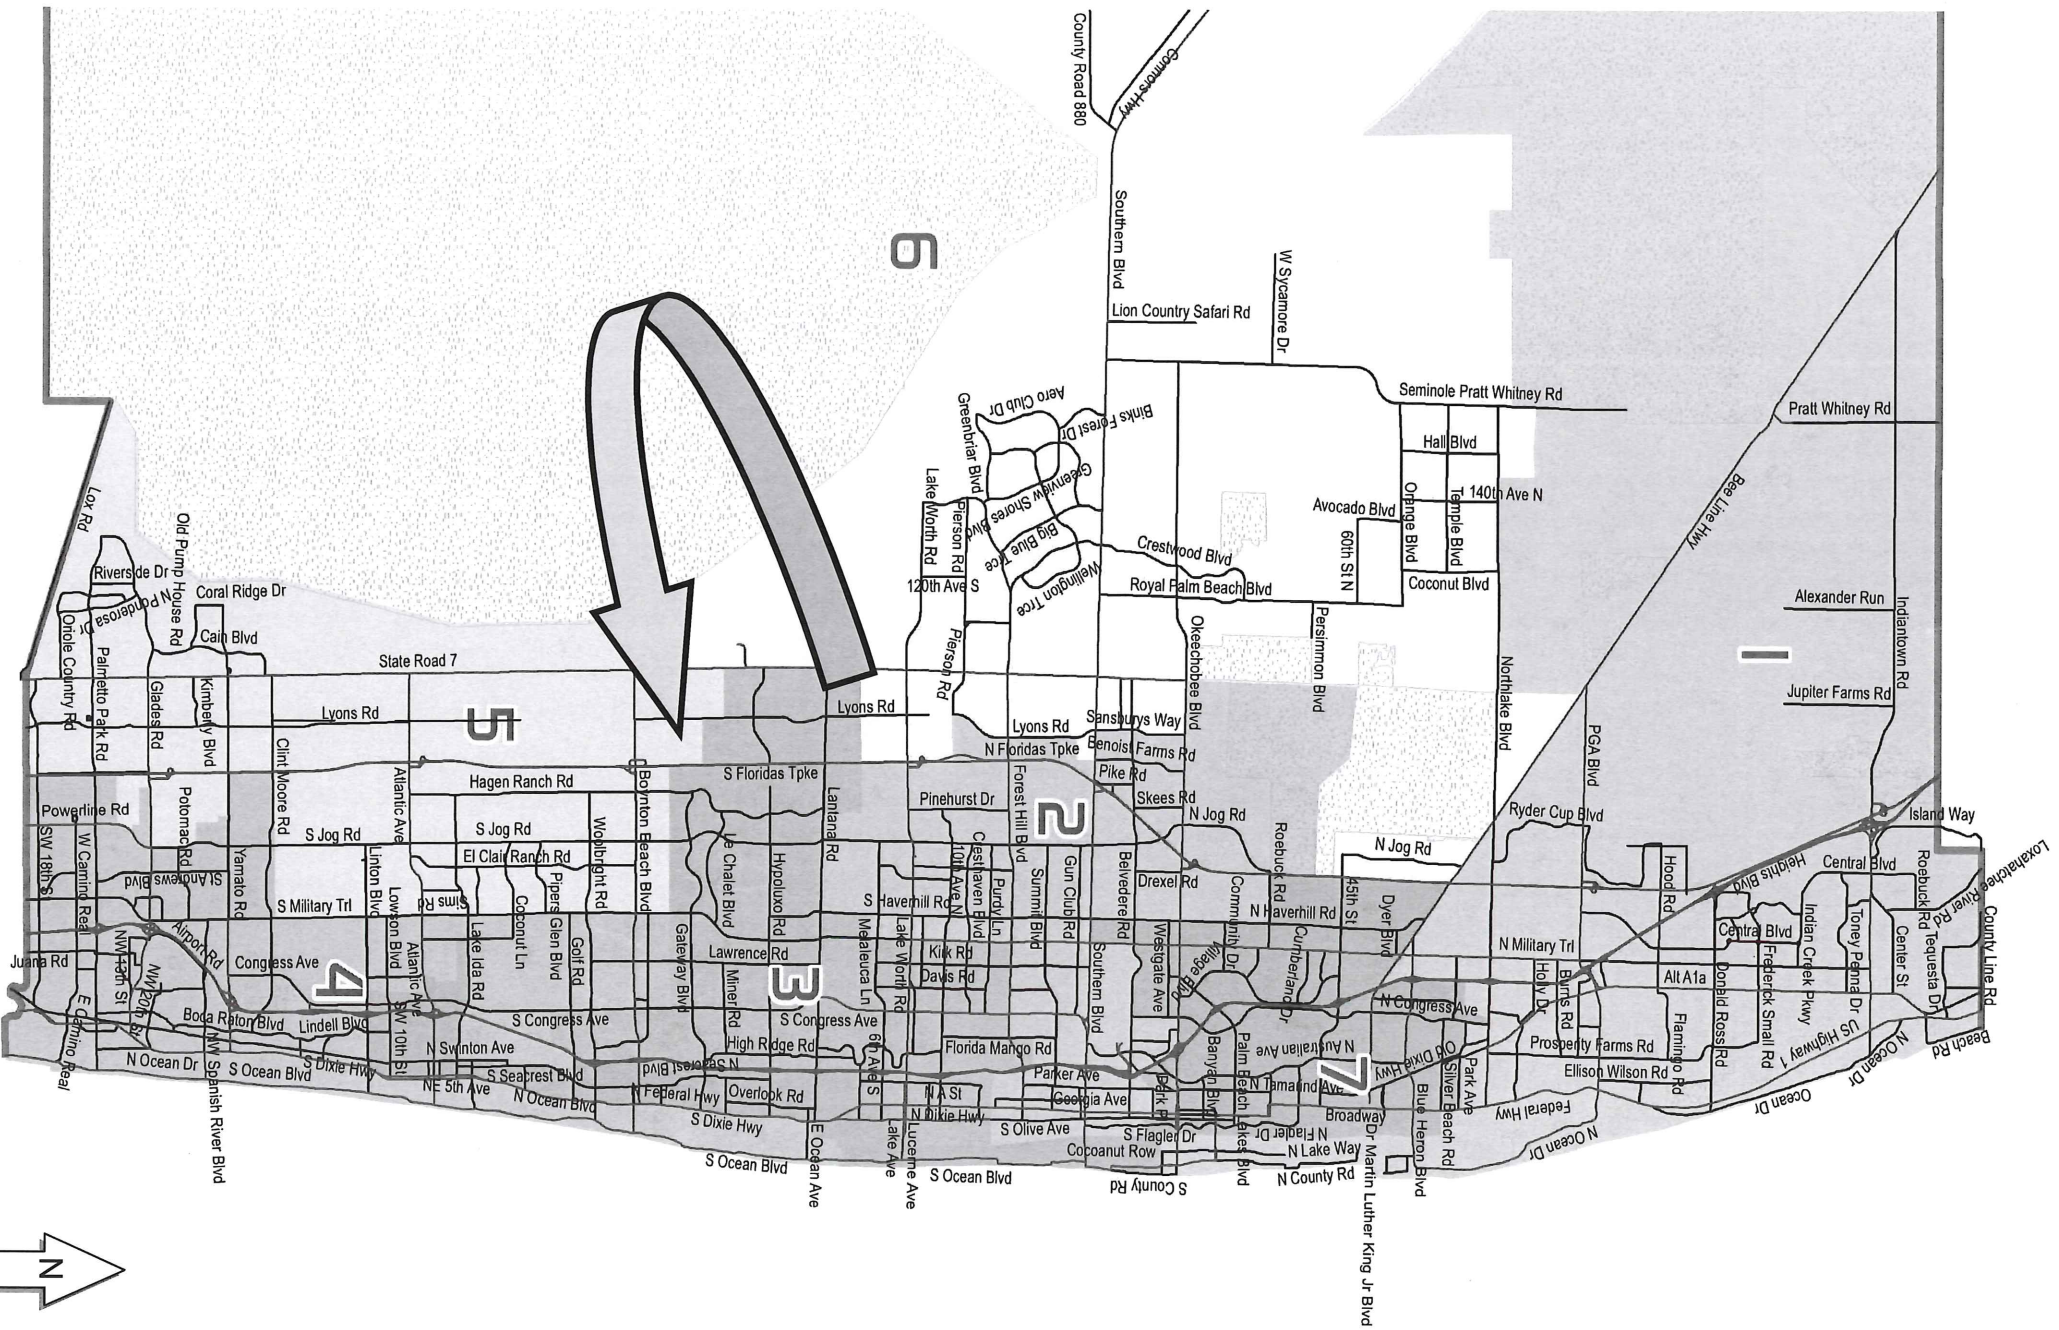 County Road 880
Connors Hwy
Southern Blvd
6
Lion Country Safari Rd
W Sycamore Dr
Seminole Pratt Whitney Rd
Pratt Whitney Rd
Hall Blvd
140th Ave N
Temple Blvd
Orange Blvd
Avocado Blvd
60th St N
Coconut Blvd
Bee Line Hwy
Aero Club Dr
Binks Forest Dr
Greenbriar Blvd
Greenview Shores Blvd
Big Blue Trce
Wellington Trce
Lake Worth Rd
Pierson Rd
120th Ave S
Pierson Rd
Crestwood Blvd
Royal Palm Beach Blvd
Okeechobee Blvd
Persimmon Blvd
Northlake Blvd
Alexander Run
Indiantown Rd
Jupiter Farms Rd
1
PGA Blvd
Lox Rd
Riverside Dr
N Ponderosa Dr
Old Pump House Rd
Coral Ridge Dr
Cain Blvd
Oriole Country Rd
Palmetto Park Rd
Glades Rd
Kimberly Blvd
State Road 7
Lyons Rd
5
Lyons Rd
Lyons Rd
Sansburys Way
N Floridas Tpke
Benoist Farms Rd
Pike Rd
Skees Rd
N Jog Rd
S Floridas Tpke
Clint Moore Rd
Atlantic Ave
Hagen Ranch Rd
Boynton Beach Blvd
Lantana Rd
Pinehurst Dr
Forest Hill Blvd
2
Powerline Rd
SW 18th St
W Camino Real
Potomac Rd
S Jog Rd
S Jog Rd
El Clair Ranch Rd
Woolbright Rd
Le Chalet Blvd
Hypoluxo Rd
10th Ave N
Cresthaven Blvd
Purdy Ln
Summit Blvd
Gun Club Rd
Belvedere Rd
Drexel Rd
Roebuck Rd
N Jog Rd
Ryder Cup Blvd
Hood Rd
Heights Blvd
Central Blvd
Island Way
Loxahatchee River Rd
Roebuck Rd
St Andrews Blvd
Yamato Rd
Linton Blvd
Sims Rd
Pipers Glen Blvd
S Military Trl
Lowson Blvd
Coconut Ln
S Haverhill Rd
Community Dr
N Haverhill Rd
45th St
Dyer Blvd
N Military Trl
Central Blvd
Indian Creek Pkwy
Toney Penna Dr
Center St
Tequesta Dr
County Line Rd
Airport Rd
Congress Ave
NW 13th St
NW 20th St
Juana Rd
4
Atlantic Ave
Lake Ida Rd
Golf Rd
Gateway Blvd
Lawrence Rd
Miner Rd
3
Melaleuca Ln
Lake Worth Rd
Kirk Rd
Davis Rd
Southern Blvd
Westgate Ave
Village Blvd
Cumberland Dr
N Congress Ave
Holly Dr
Burns Rd
Alt A1a
Donald Ross Rd
Frederick Small Rd
E Camino Real
Boca Raton Blvd
Lindell Blvd
SW 10th St
S Congress Ave
S Congress Ave
6th Ave S
High Ridge Rd
Florida Mango Rd
Parker Ave
Banyan Blvd
Palm Beach Lakes Blvd
N Australian Ave
7
Old Dixie Hwy
Prosperity Farms Rd
Flamingo Rd
Ellison Wilson Rd
US Highway 1
N Ocean Dr
Beach Rd
N Ocean Dr
NW Spanish River Blvd
S Ocean Blvd
S Dixie Hwy
N Swinton Ave
NE 5th Ave
S Seacrest Blvd
N Seacrest Blvd
N Ocean Blvd
N Federal Hwy
Overlook Rd
N A St
N Dixie Hwy
Georgia Ave
N Tamarind Ave
Broadway
Blue Heron Blvd
Silver Beach Rd
Park Ave
Federal Hwy
Ocean Dr
S Dixie Hwy
E Ocean Ave
Lake Ave
Lucerne Ave
S Olive Ave
S Flagler Dr
N Flagler Dr
Cocoanut Row
N Lake Way
N County Rd
S County Rd
S Ocean Blvd
S Ocean Blvd
N Ocean Dr
Dr Martin Luther King Jr Blvd
N